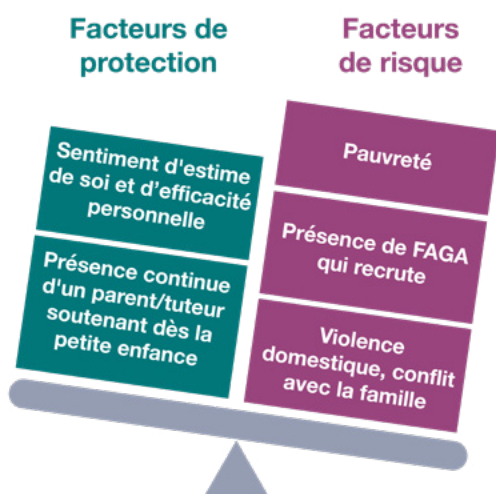 Facteurs de
protection
Sentiment d'estime
de soi et d’efficacité
personnelle
Présence continue
d'un parent/tuteur
soutenant dès la
petite enfance
Facteurs
de risque
Pauvreté
Présence de FAGA
qui recrute
Violence
domestique, conflit
avec la famille